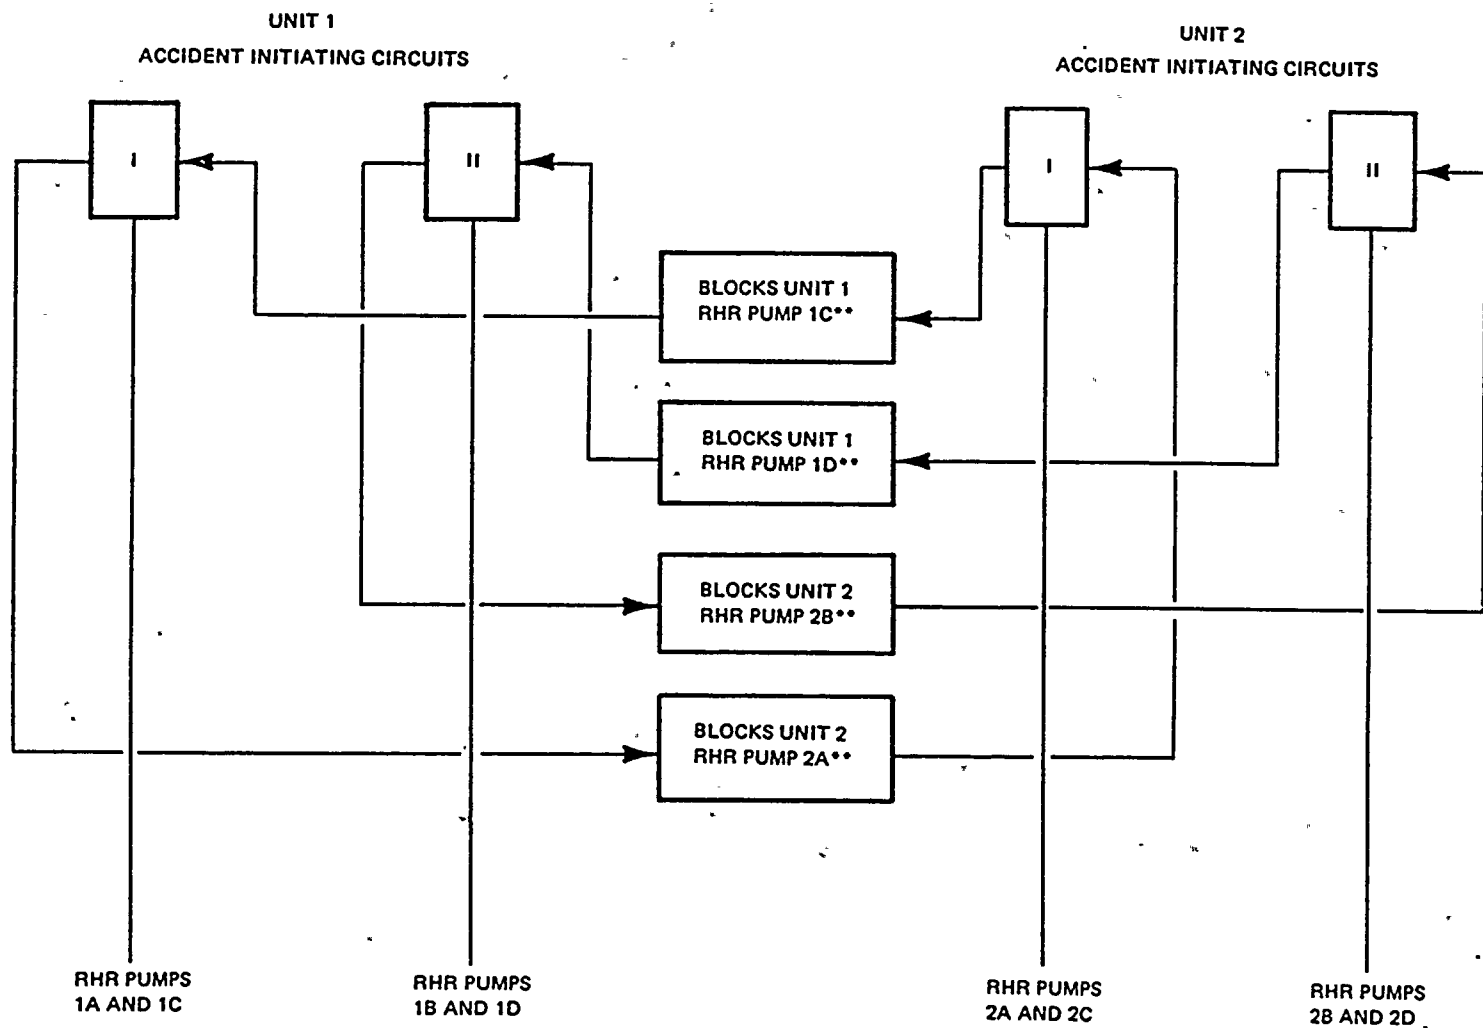 UNIT 1
ACCIDENT INITIATING CIRCUITS
UNIT 2
ACCIDENT INITIATING CIRCUITS
I
II
I
II
BLOCKS UNIT 1
RHR PUMP 1C**
BLOCKS UNIT 1
RHR PUMP 1D**
BLOCKS UNIT 2
RHR PUMP 2B**
BLOCKS UNIT 2
RHR PUMP 2A**
RHR PUMPS
1A AND 1C
RHR PUMPS
1B AND 1D
RHR PUMPS
2A AND 2C
RHR PUMPS
2B AND 2D